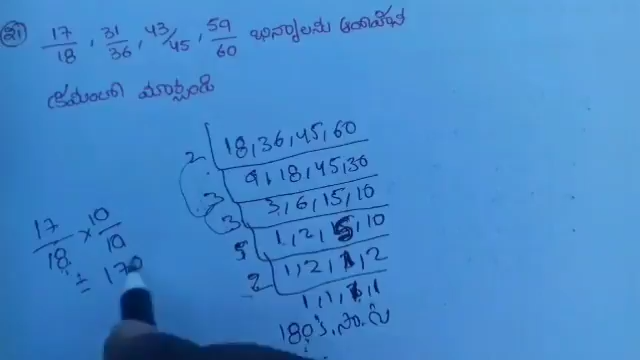 21 17/18, 31/36, 43/45, 59/60 భిన్నాలను ఆరోహణ
క్రమంలో
2 18, 36, 45, 60
3 9, 18, 45, 30
3 3, 6, 15, 10
5 1, 2, 5, 10
2 1, 2, 1, 2
1, 1, 1, 1
180 క.సా.గు
17/18 × 10/10
= 170